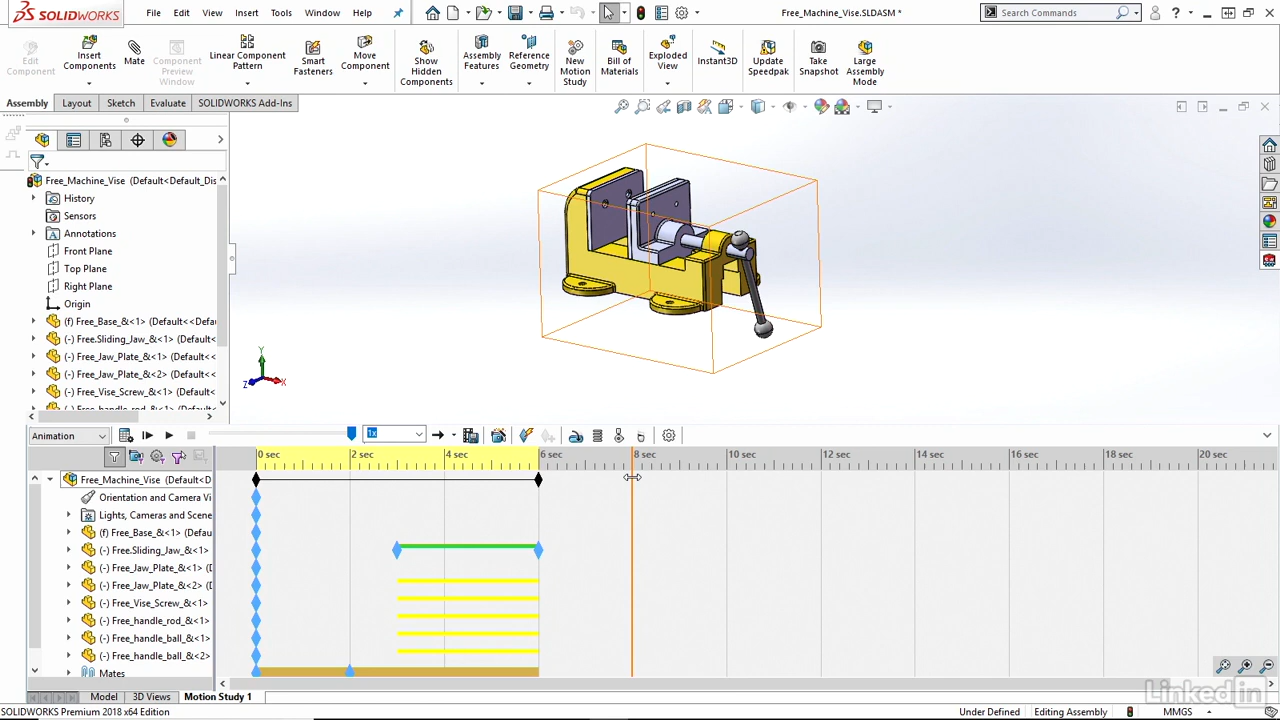 SOLIDWORKS File Edit View Insert Tools Window Help Free_Machine_Vise.SLDASM * Search Commands ?
Edit Component
Insert Components
Mate
Component Preview Window
Linear Component Pattern
Smart Fasteners
Move Component
Show Hidden Components
Assembly Features
Reference Geometry
New Motion Study
Bill of Materials
Exploded View
Instant3D
Update Speedpak
Take Snapshot
Large Assembly Mode
Assembly Layout Sketch Evaluate SOLIDWORKS Add-Ins
Free_Machine_Vise (Default<Default_Dis
History
Sensors
Annotations
Front Plane
Top Plane
Right Plane
Origin
(f) Free_Base_&<1> (Default<<Defau
(-) Free.Sliding_Jaw_&<1> (Default<
(-) Free_Jaw_Plate_&<1> (Default<<
(-) Free_Jaw_Plate_&<2> (Default<<
(-) Free_Vise_Screw_&<1> (Default<
(-) Free_handle_rod_&<1> (Default<
Y
Z X
Animation 1x
0 sec 2 sec 4 sec 6 sec 8 sec 10 sec 12 sec 14 sec 16 sec 18 sec 20 sec
Free_Machine_Vise (Default<D
Orientation and Camera Vi
Lights, Cameras and Scene
(f) Free_Base_&<1> (Defau
(-) Free.Sliding_Jaw_&<1>
(-) Free_Jaw_Plate_&<1> (D
(-) Free_Jaw_Plate_&<2> (D
(-) Free_Vise_Screw_&<1>
(-) Free_handle_rod_&<1>
(-) Free_handle_ball_&<1>
(-) Free_handle_ball_&<2>
Mates
Model 3D Views Motion Study 1
Linked in
SOLIDWORKS Premium 2018 x64 Edition Under Defined Editing Assembly MMGS